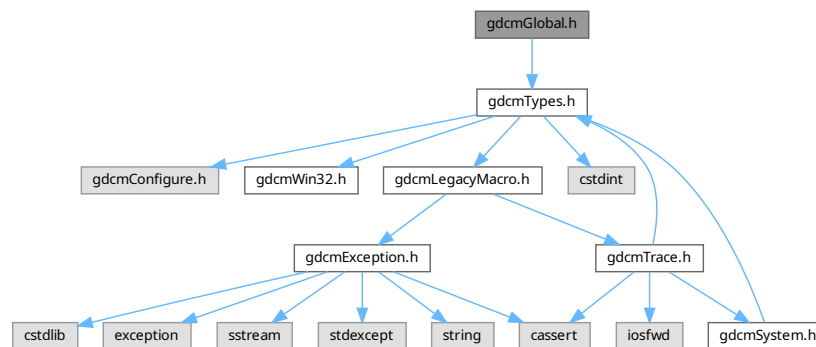 gdcmGlobal.h
gdcmTypes.h
gdcmConfigure.h
gdcmWin32.h
gdcmLegacyMacro.h
cstdint
gdcmException.h
gdcmTrace.h
cstdlib
exception
sstream
stdexcept
string
cassert
iosfwd
gdcmSystem.h